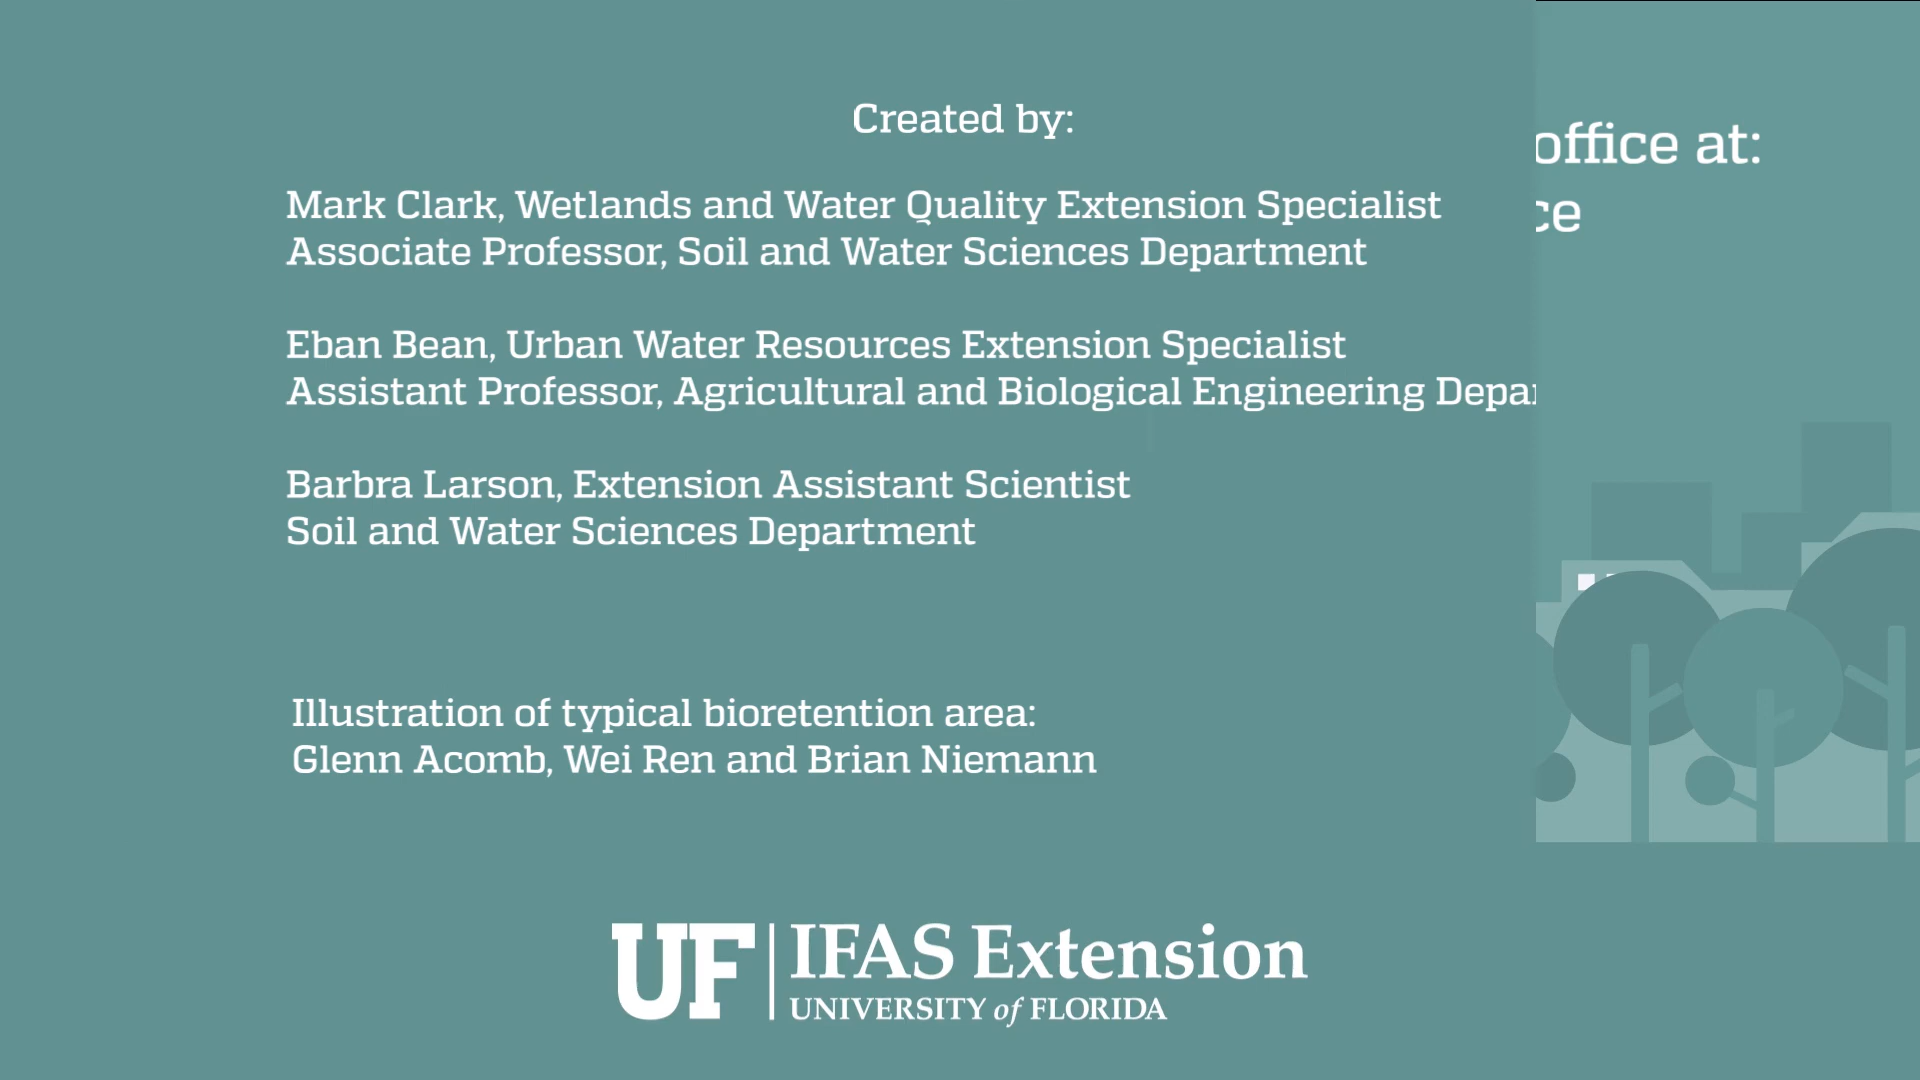 Created by:
office at:
Mark Clark, Wetlands and Water Quality Extension Specialist
Associate Professor, Soil and Water Sciences Department
Eban Bean, Urban Water Resources Extension Specialist
Assistant Professor, Agricultural and Biological Engineering
Barbra Larson, Extension Assistant Scientist
Soil and Water Sciences Department
Illustration of typical bioretention area:
Glenn Acomb, Wei Ren and Brian Niemann
UF IFAS Extension
UNIVERSITY of FLORIDA